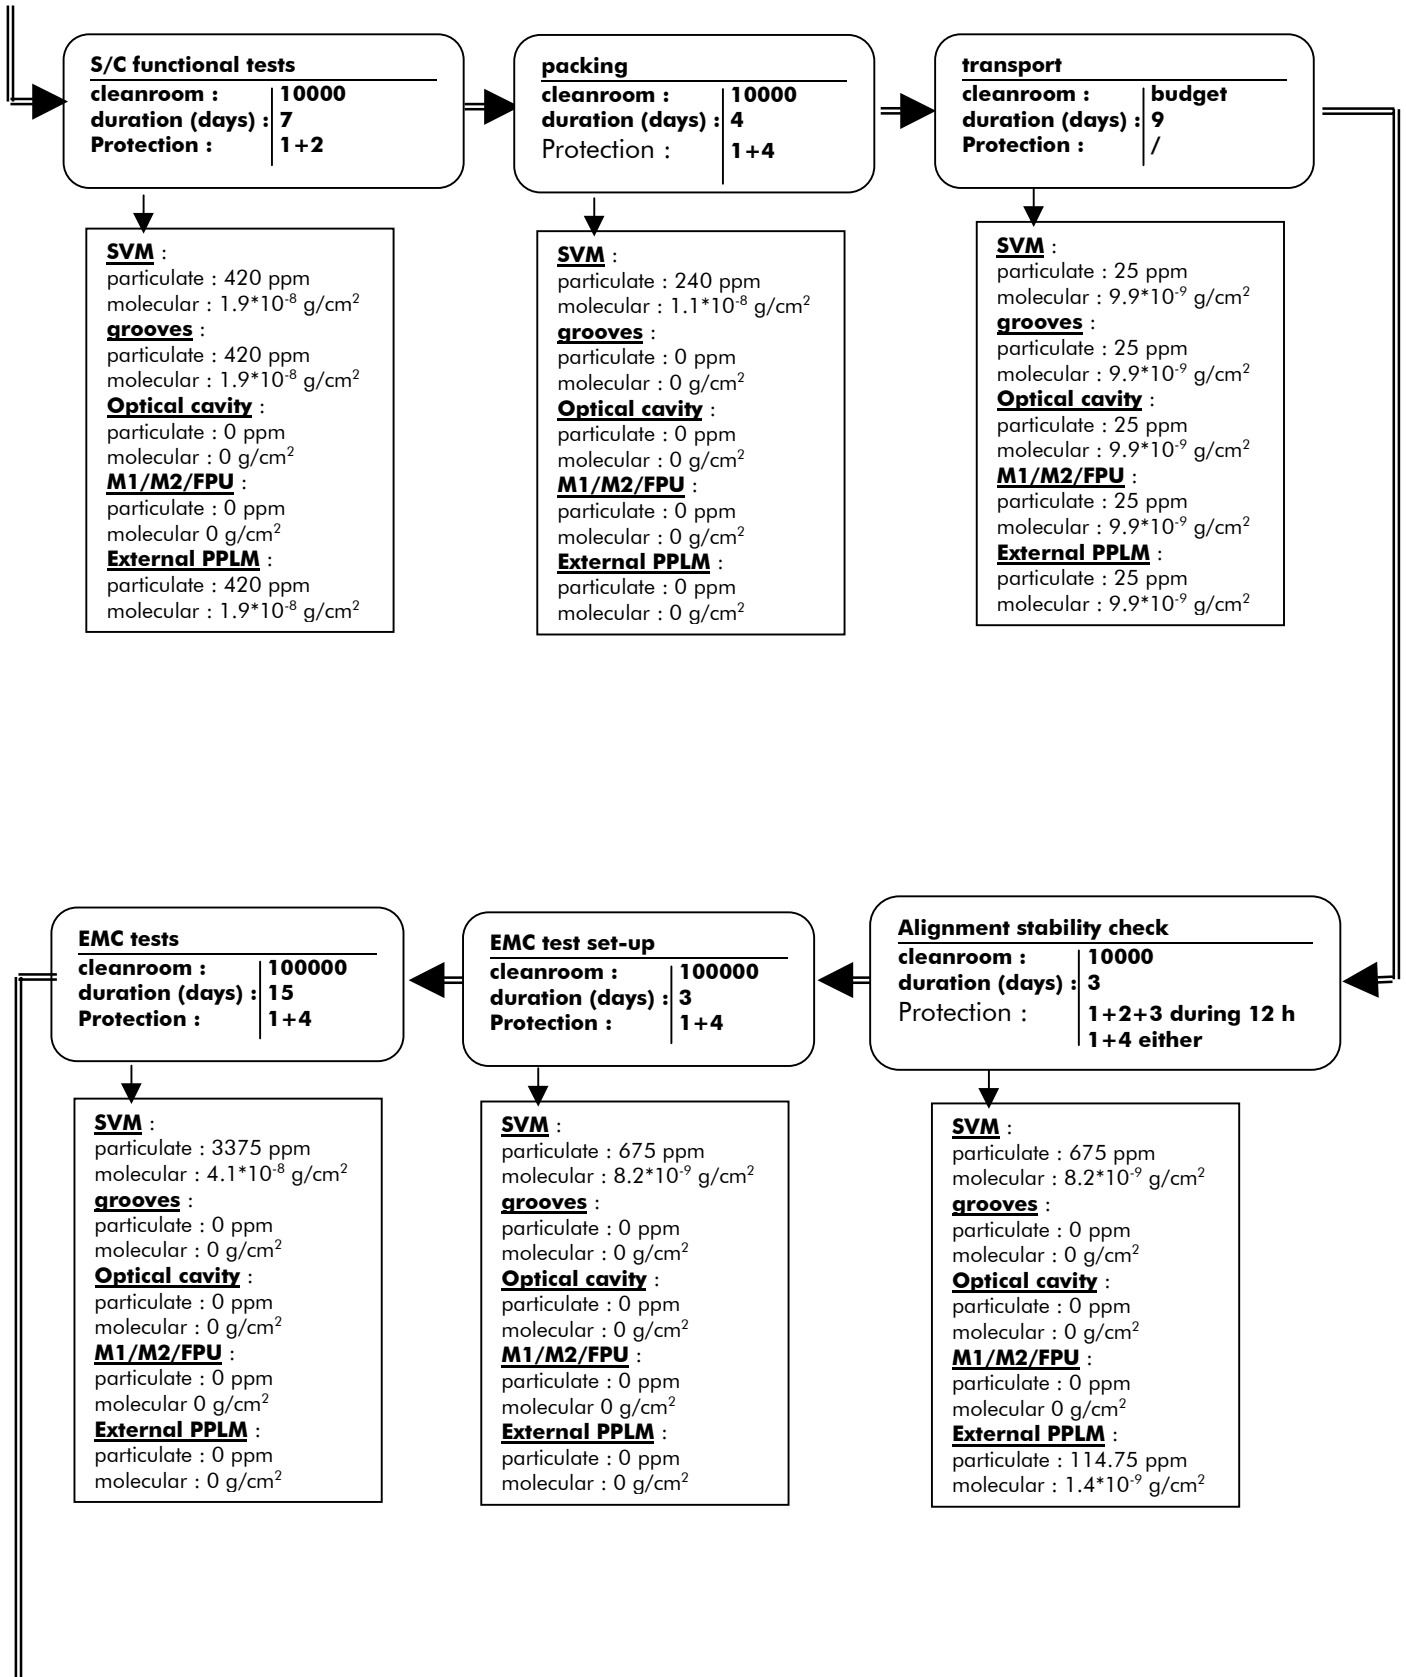 S/C functional tests
cleanroom : 10000
duration (days) : 7
Protection : 1+2
SVM :
particulate : 420 ppm
molecular : 1.9*10⁻⁸ g/cm²
grooves :
particulate : 420 ppm
molecular : 1.9*10⁻⁸ g/cm²
Optical cavity :
particulate : 0 ppm
molecular : 0 g/cm²
M1/M2/FPU :
particulate : 0 ppm
molecular 0 g/cm²
External PPLM :
particulate : 420 ppm
molecular : 1.9*10⁻⁸ g/cm²
packing
cleanroom : 10000
duration (days) : 4
Protection : 1+4
SVM :
particulate : 240 ppm
molecular : 1.1*10⁻⁸ g/cm²
grooves :
particulate : 0 ppm
molecular : 0 g/cm²
Optical cavity :
particulate : 0 ppm
molecular : 0 g/cm²
M1/M2/FPU :
particulate : 0 ppm
molecular : 0 g/cm²
External PPLM :
particulate : 0 ppm
molecular : 0 g/cm²
transport
cleanroom : budget
duration (days) : 9
Protection : /
SVM :
particulate : 25 ppm
molecular : 9.9*10⁻⁹ g/cm²
grooves :
particulate : 25 ppm
molecular : 9.9*10⁻⁹ g/cm²
Optical cavity :
particulate : 25 ppm
molecular : 9.9*10⁻⁹ g/cm²
M1/M2/FPU :
particulate : 25 ppm
molecular : 9.9*10⁻⁹ g/cm²
External PPLM :
particulate : 25 ppm
molecular : 9.9*10⁻⁹ g/cm²
Alignment stability check
cleanroom : 10000
duration (days) : 3
Protection : 1+2+3 during 12 h
1+4 either
SVM :
particulate : 675 ppm
molecular : 8.2*10⁻⁹ g/cm²
grooves :
particulate : 0 ppm
molecular : 0 g/cm²
Optical cavity :
particulate : 0 ppm
molecular : 0 g/cm²
M1/M2/FPU :
particulate : 0 ppm
molecular 0 g/cm²
External PPLM :
particulate : 114.75 ppm
molecular : 1.4*10⁻⁹ g/cm²
EMC test set-up
cleanroom : 100000
duration (days) : 3
Protection : 1+4
SVM :
particulate : 675 ppm
molecular : 8.2*10⁻⁹ g/cm²
grooves :
particulate : 0 ppm
molecular : 0 g/cm²
Optical cavity :
particulate : 0 ppm
molecular : 0 g/cm²
M1/M2/FPU :
particulate : 0 ppm
molecular 0 g/cm²
External PPLM :
particulate : 0 ppm
molecular : 0 g/cm²
EMC tests
cleanroom : 100000
duration (days) : 15
Protection : 1+4
SVM :
particulate : 3375 ppm
molecular : 4.1*10⁻⁸ g/cm²
grooves :
particulate : 0 ppm
molecular : 0 g/cm²
Optical cavity :
particulate : 0 ppm
molecular : 0 g/cm²
M1/M2/FPU :
particulate : 0 ppm
molecular 0 g/cm²
External PPLM :
particulate : 0 ppm
molecular : 0 g/cm²